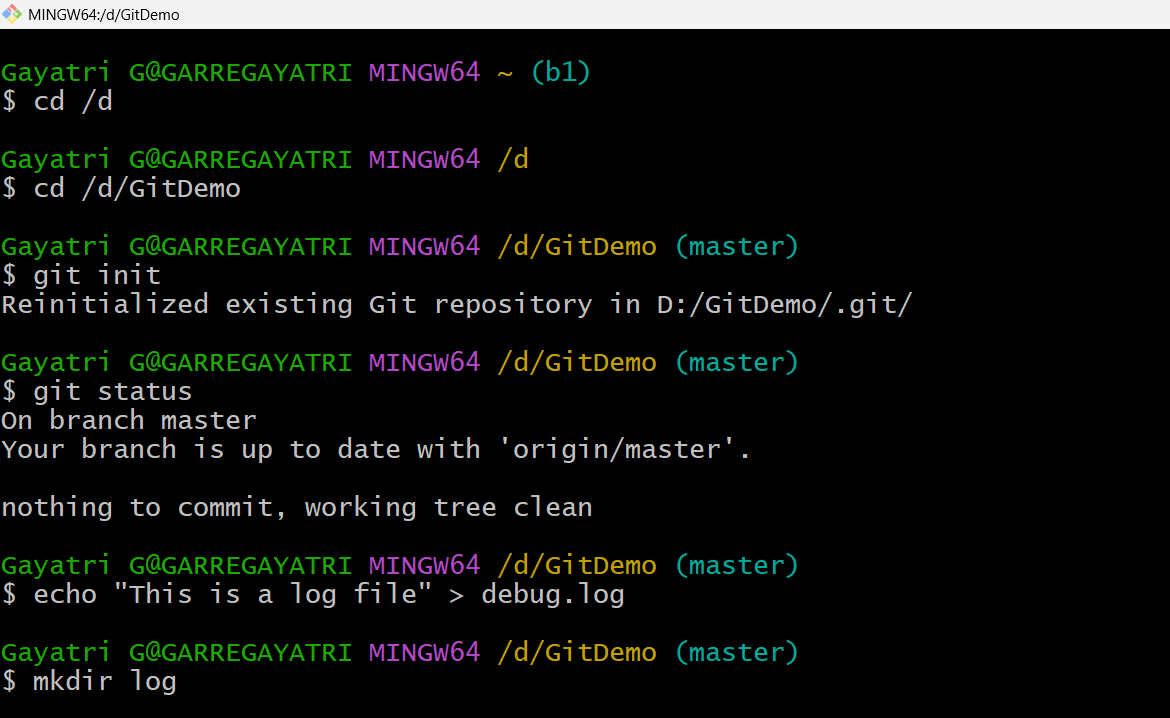 MINGW64:/d/GitDemo
Gayatri G@GARREGAYATRI MINGW64 ~ (b1)
$ cd /d
Gayatri G@GARREGAYATRI MINGW64 /d
$ cd /d/GitDemo
Gayatri G@GARREGAYATRI MINGW64 /d/GitDemo (master)
$ git init
Reinitialized existing Git repository in D:/GitDemo/.git/
Gayatri G@GARREGAYATRI MINGW64 /d/GitDemo (master)
$ git status
On branch master
Your branch is up to date with 'origin/master'.
nothing to commit, working tree clean
Gayatri G@GARREGAYATRI MINGW64 /d/GitDemo (master)
$ echo "This is a log file" > debug.log
Gayatri G@GARREGAYATRI MINGW64 /d/GitDemo (master)
$ mkdir log